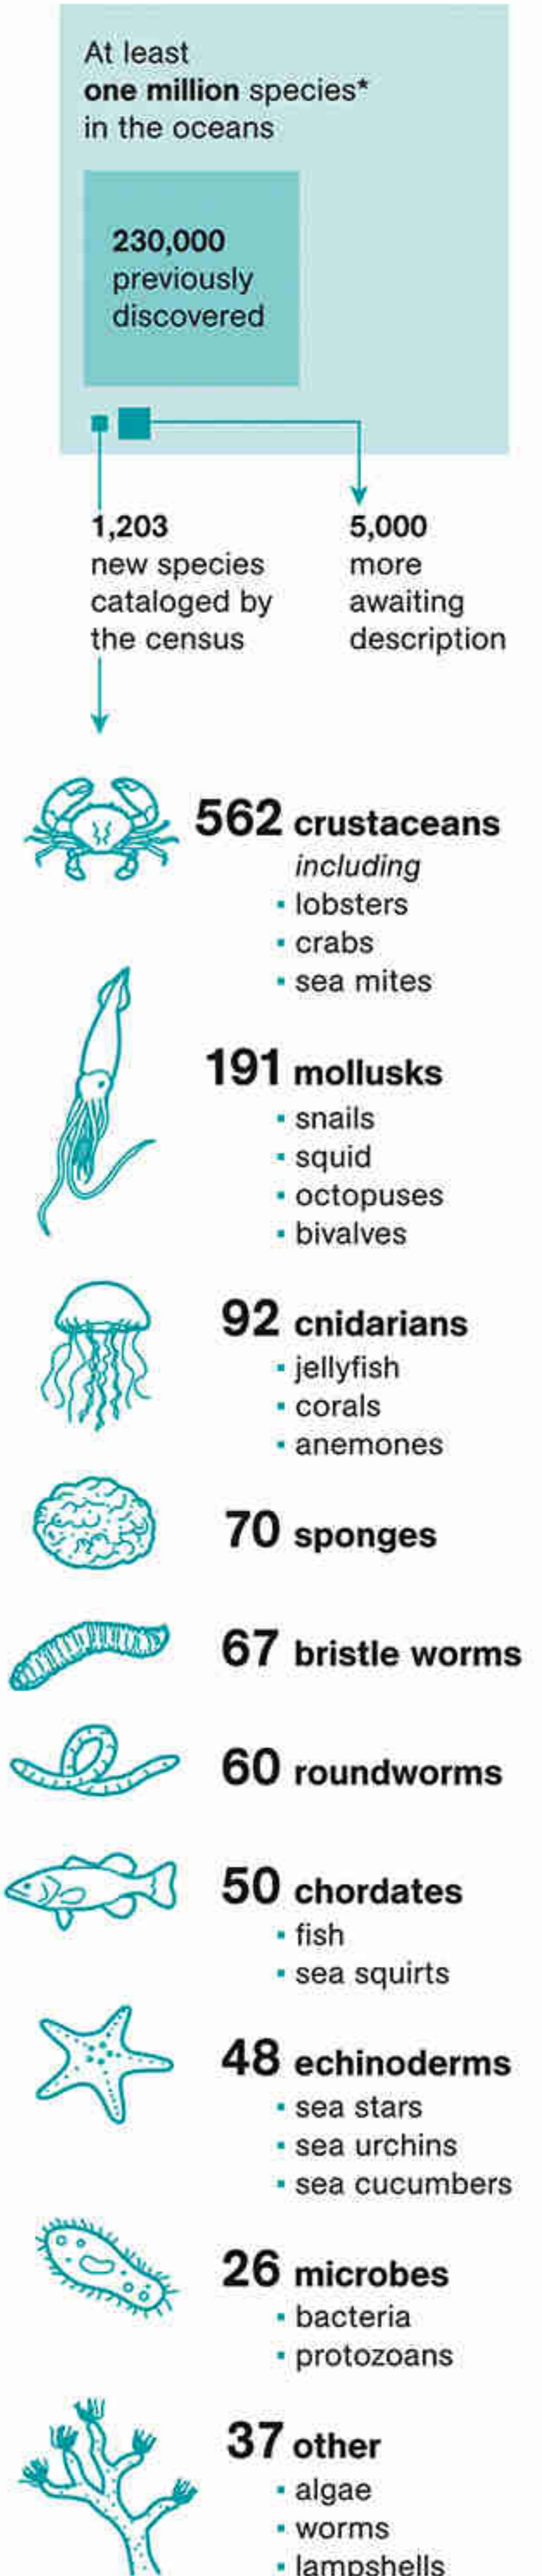 At least
one million species*
in the oceans
230,000
previously
discovered
1,203
new species
cataloged by
the census
5,000
more
awaiting
description
562 crustaceans
including
▪ lobsters
▪ crabs
▪ sea mites
191 mollusks
▪ snails
▪ squid
▪ octopuses
▪ bivalves
92 cnidarians
▪ jellyfish
▪ corals
▪ anemones
70 sponges
67 bristle worms
60 roundworms
50 chordates
▪ fish
▪ sea squirts
48 echinoderms
▪ sea stars
▪ sea urchins
▪ sea cucumbers
26 microbes
▪ bacteria
▪ protozoans
37 other
▪ algae
▪ worms
▪ lampshells